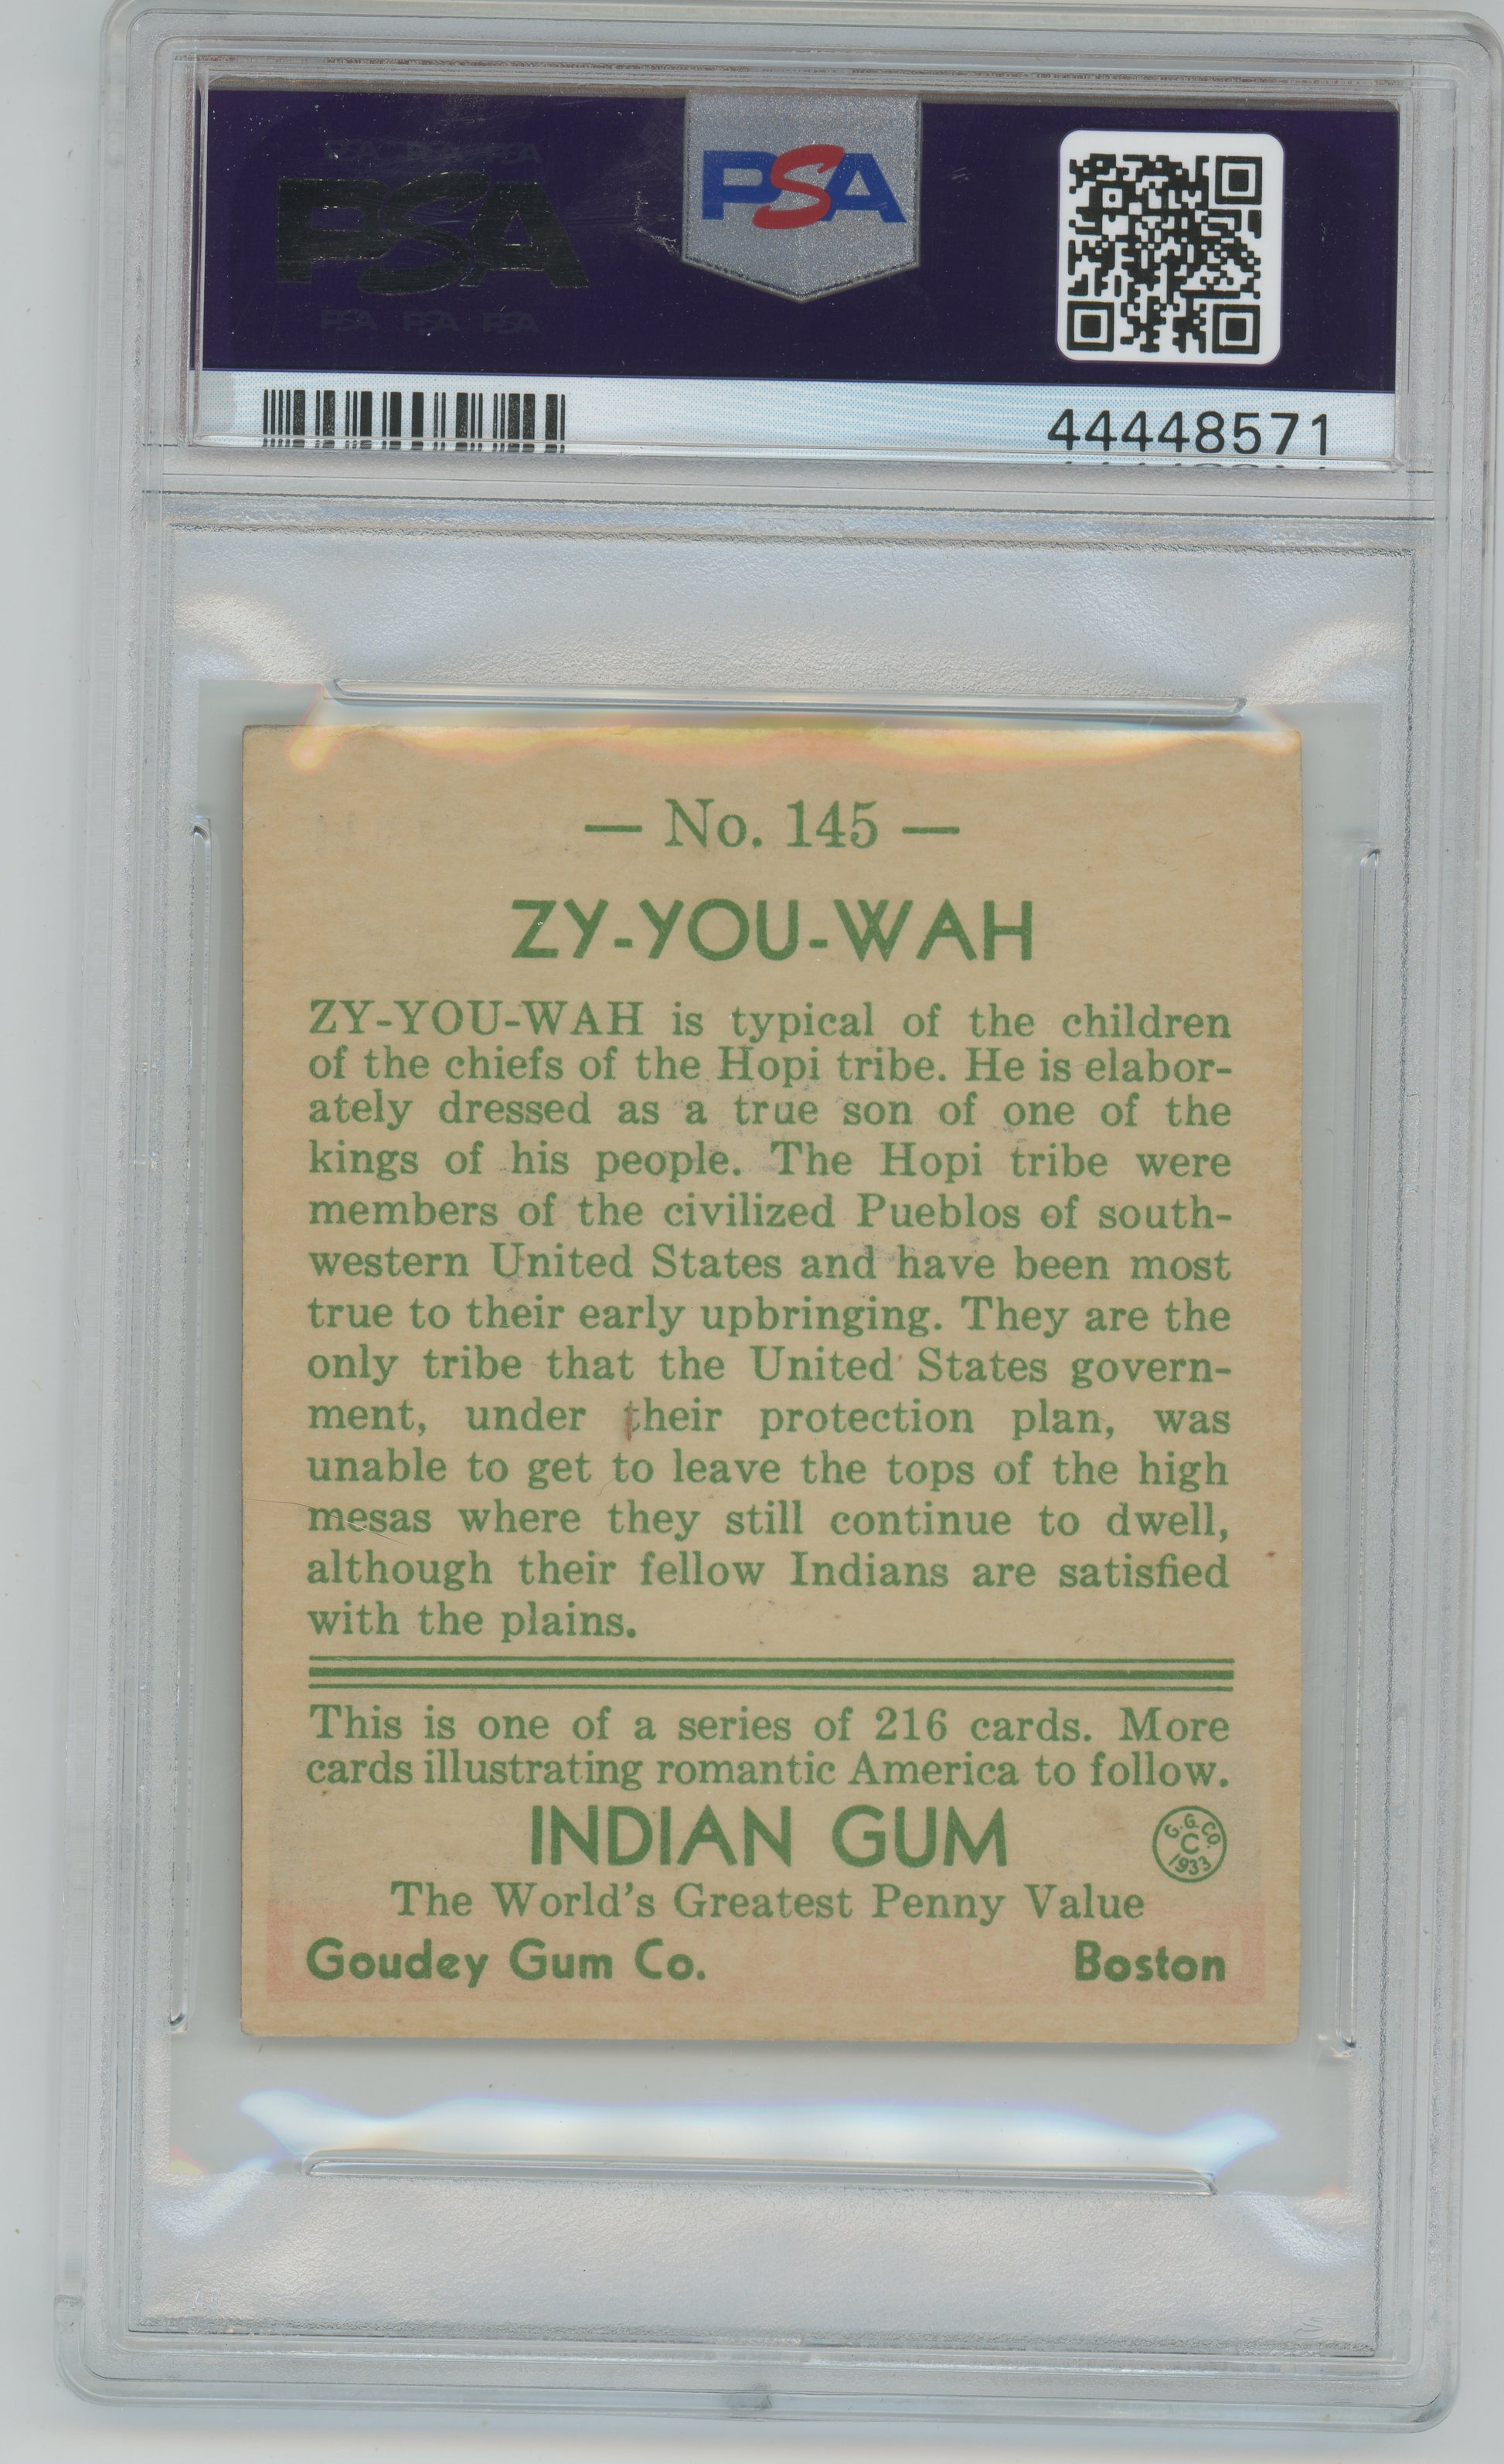 PSA PSA PSA
PSA
PSA PSA PSA
PSA
44448571
— No. 145 —
ZY-YOU-WAH
ZY-YOU-WAH is typical of the children
of the chiefs of the Hopi tribe. He is elabor-
ately dressed as a true son of one of the
kings of his people. The Hopi tribe were
members of the civilized Pueblos of south-
western United States and have been most
true to their early upbringing. They are the
only tribe that the United States govern-
ment, under their protection plan, was
unable to get to leave the tops of the high
mesas where they still continue to dwell,
although their fellow Indians are satisfied
with the plains.
This is one of a series of 216 cards. More
cards illustrating romantic America to follow.
INDIAN GUM
G. G. CO.
C
1933
The World's Greatest Penny Value
Goudey Gum Co. Boston